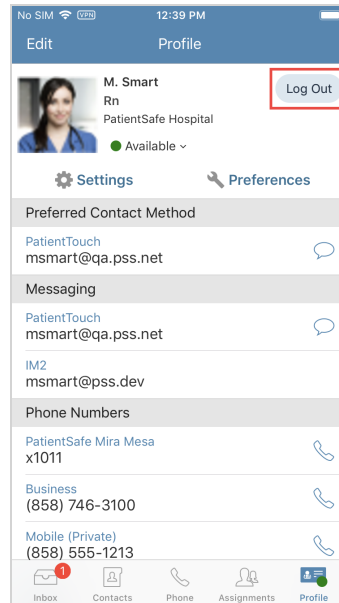 No SIM VPN 12:39 PM
Edit Profile
M. Smart
Rn
PatientSafe Hospital
Available
Log Out
Settings Preferences
Preferred Contact Method
PatientTouch
msmart@qa.pss.net
Messaging
PatientTouch
msmart@qa.pss.net
IM2
msmart@pss.dev
Phone Numbers
PatientSafe Mira Mesa
x1011
Business
(858) 746-3100
Mobile (Private)
(858) 555-1213
1
Inbox Contacts Phone Assignments Profile